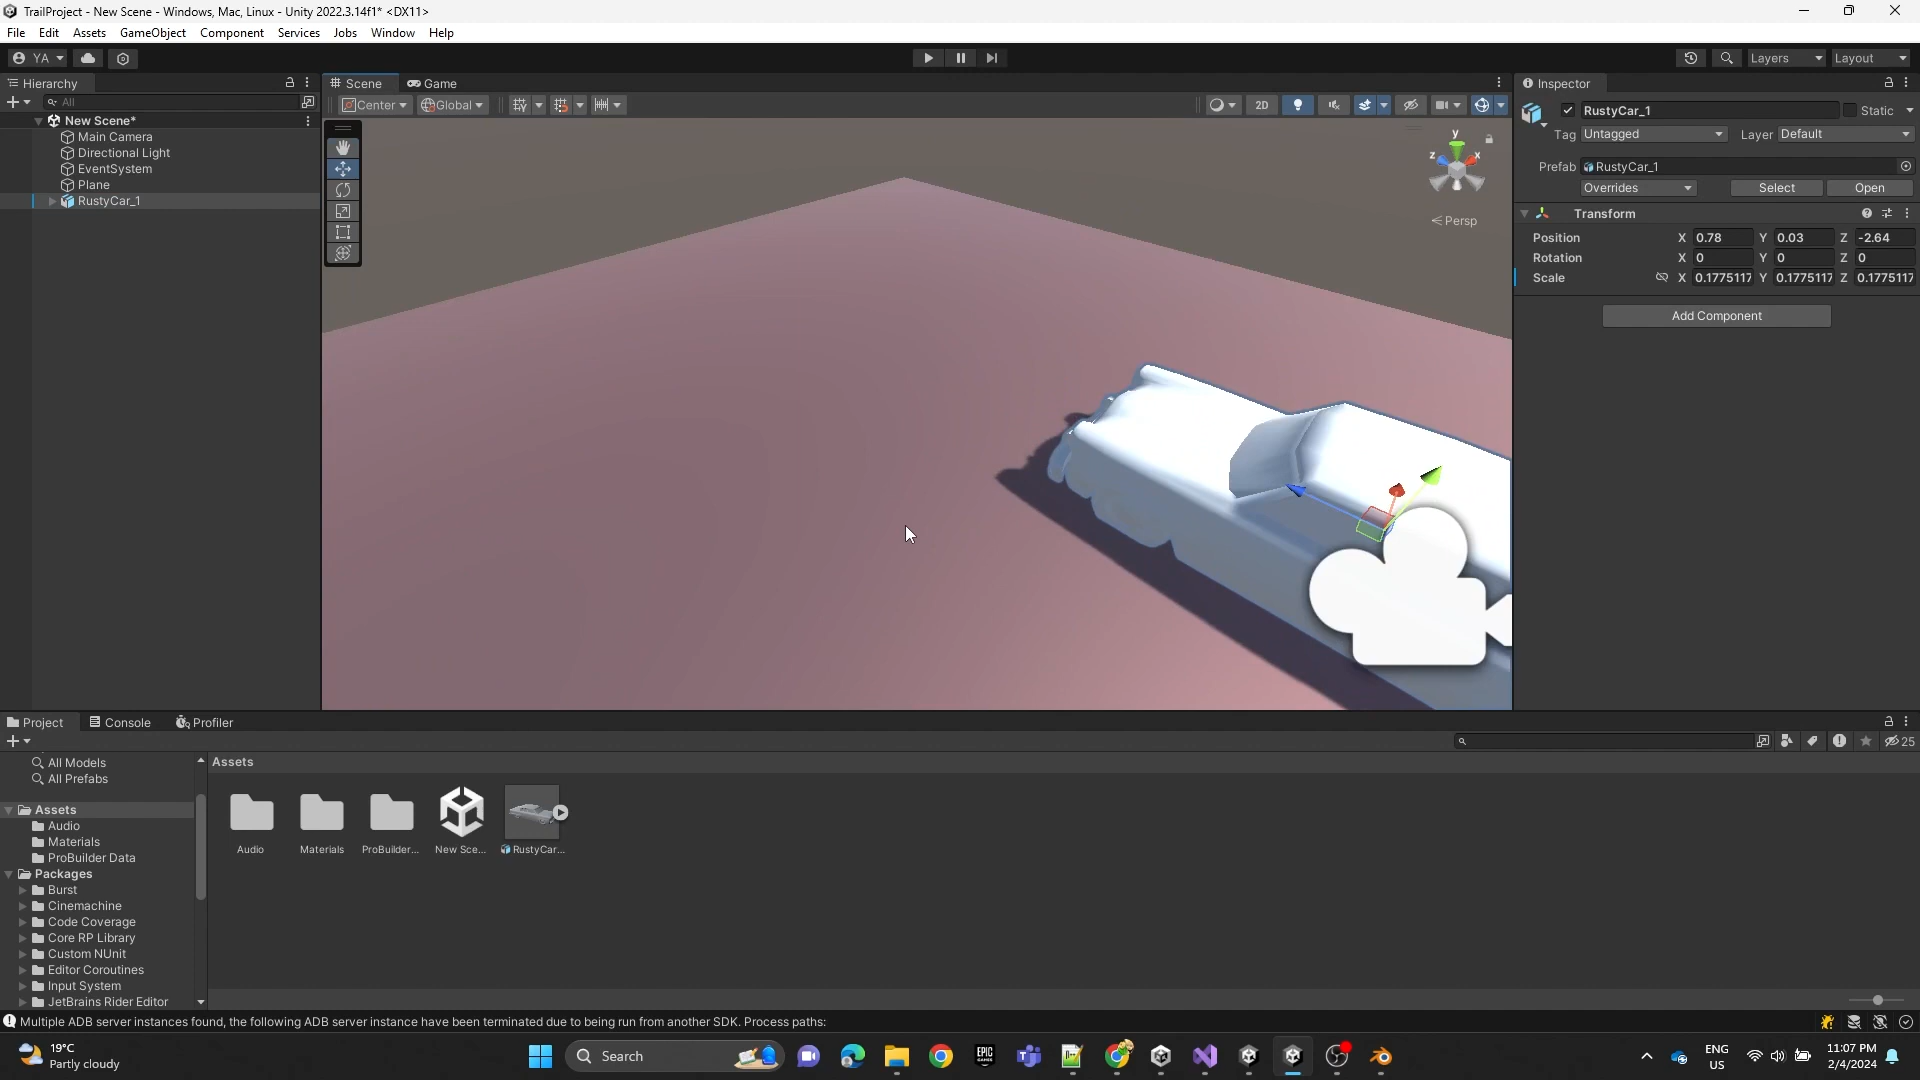 TrailProject - New Scene - Windows, Mac, Linux - Unity 2022.3.14f1* <DX11>
File Edit Assets GameObject Component Services Jobs Window Help
YA
Layers
Layout
Hierarchy
Scene
Game
Inspector
All
Center
Global
2D
RustyCar_1
Static
New Scene*
Main Camera
Directional Light
EventSystem
Plane
RustyCar_1
Tag Untagged
Layer Default
Prefab RustyCar_1
Overrides
Select
Open
Transform
Position X 0.78 Y 0.03 Z -2.64
Rotation X 0 Y 0 Z 0
Scale X 0.1775117 Y 0.1775117 Z 0.1775117
Add Component
y
z
x
Persp
Project
Console
Profiler
25
All Models
All Prefabs
Assets
Audio
Materials
ProBuilder Data
Packages
Burst
Cinemachine
Code Coverage
Core RP Library
Custom NUnit
Editor Coroutines
Input System
JetBrains Rider Editor
Assets
Audio
Materials
ProBuilder...
New Sce...
RustyCar...
Multiple ADB server instances found, the following ADB server instance have been terminated due to being run from another SDK. Process paths:
19°C
Partly cloudy
Search
EPIC
GAMES
ENG
US
11:07 PM
2/4/2024